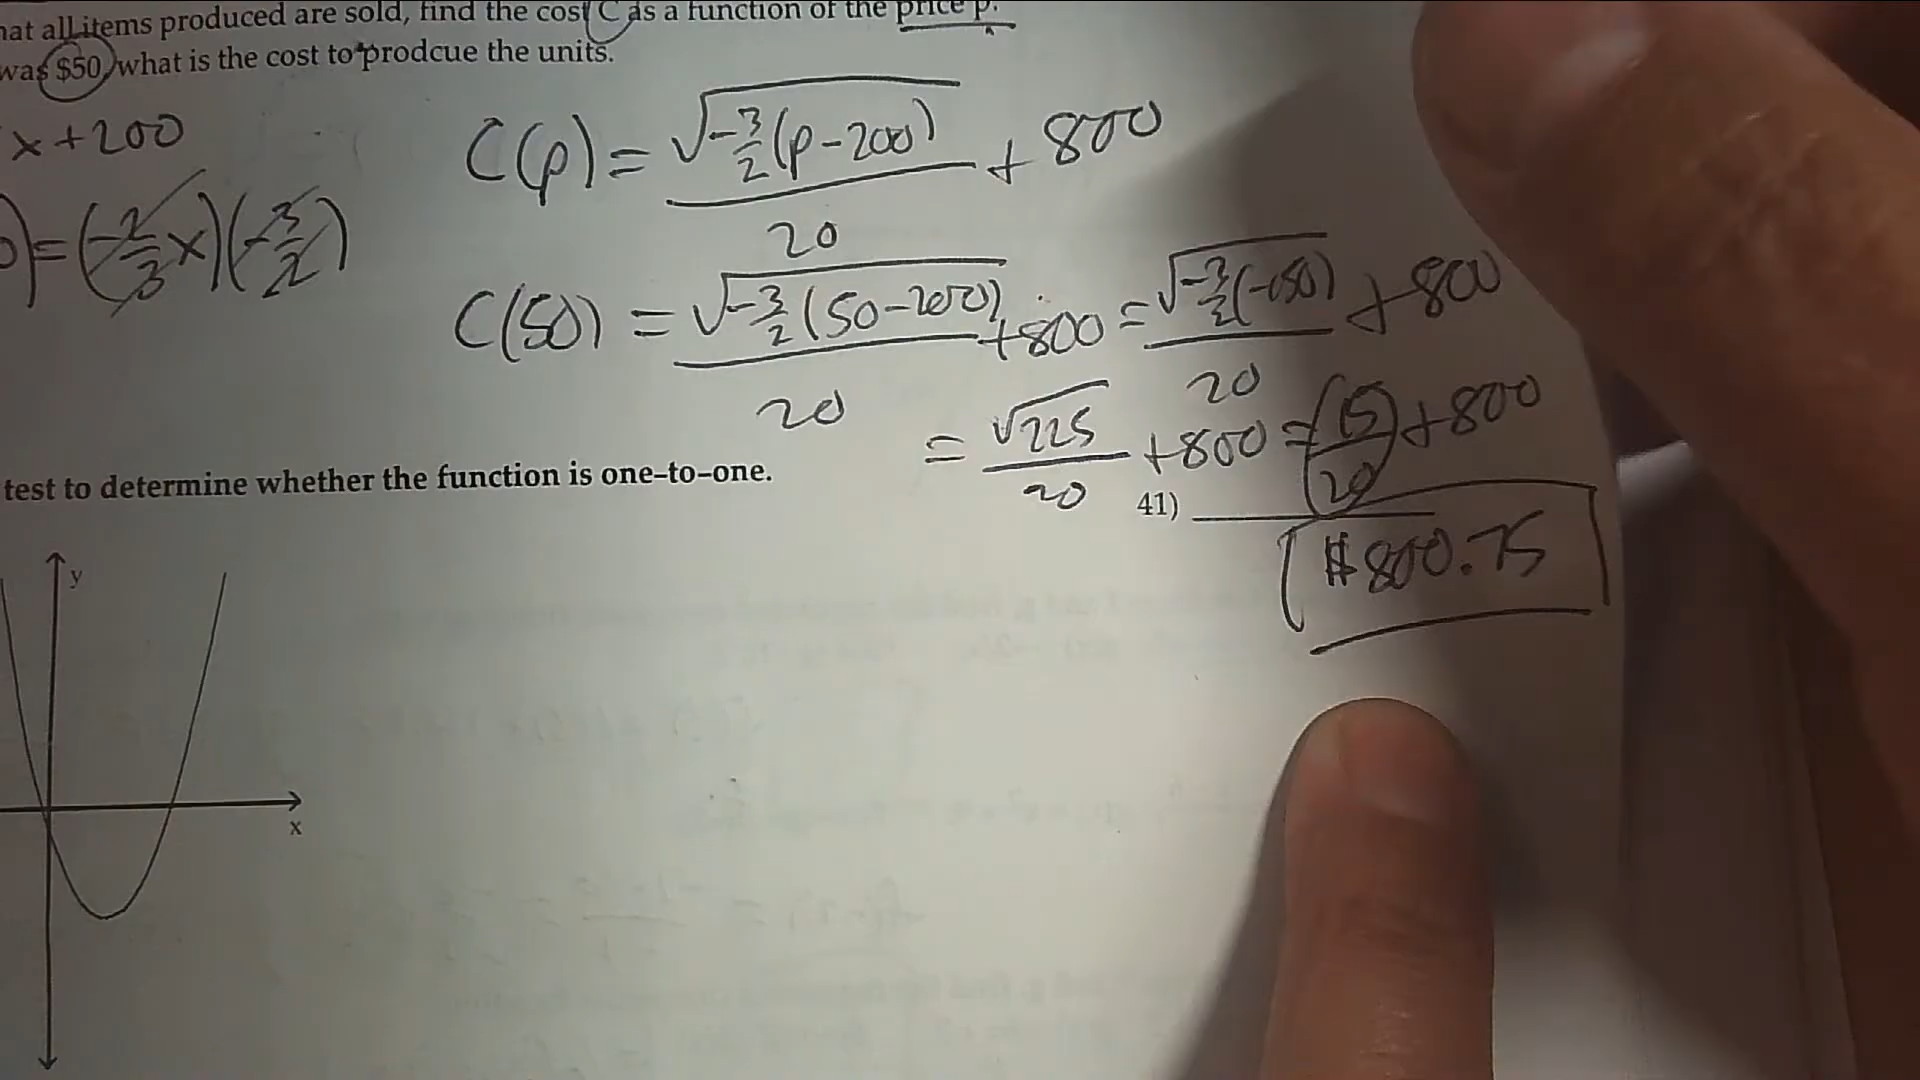 hat all items produced are sold, find the cost C as a function of the price p.
was $50, what is the cost to prodcue the units.
x + 200
) = (-2/3 x)(-3/2)
C(p) = √(-3/2 (p - 200)) / 20 + 800
C(50) = √(-3/2 (50 - 200)) / 20 + 800 = √(-3/2 (-150)) / 20 + 800
= √225 / 20 + 800 = (15/20) + 800
test to determine whether the function is one-to-one.
41)
$800.75
y
x